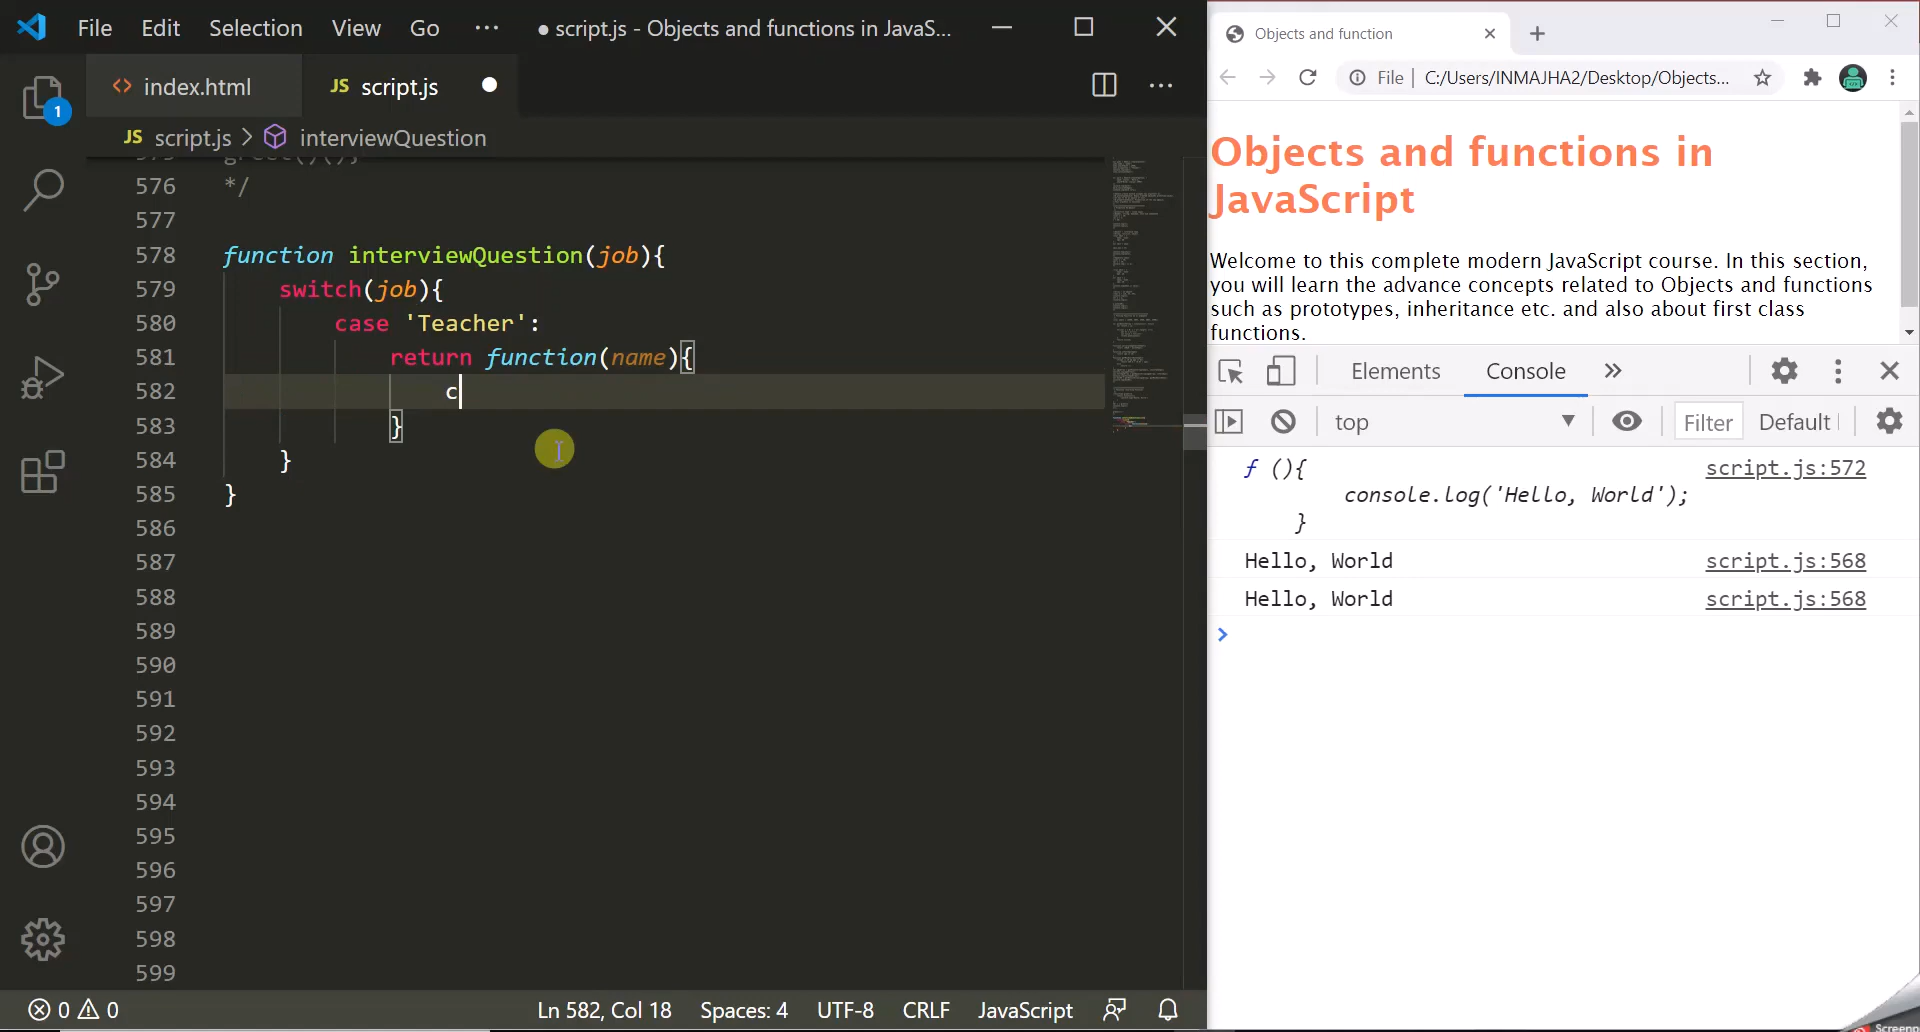 File Edit Selection View Go ··· ● script.js - Objects and functions in JavaS...
index.html JS script.js ●
JS script.js > interviewQuestion
576 */
577
578 function interviewQuestion(job){
579 switch(job){
580 case 'Teacher':
581 return function(name){
582 c
583 }
584 }
585 }
586
587
588
589
590
591
592
593
594
595
596
597
598
599
1
0 0 Ln 582, Col 18 Spaces: 4 UTF-8 CRLF JavaScript
Objects and function
File | C:/Users/INMAJHA2/Desktop/Objects...
Objects and functions in
JavaScript
Welcome to this complete modern JavaScript course. In this section,
you will learn the advance concepts related to Objects and functions
such as prototypes, inheritance etc. and also about first class
functions.
Elements Console »
top Filter Default
ƒ (){ script.js:572
console.log('Hello, World');
}
Hello, World script.js:568
Hello, World script.js:568
>